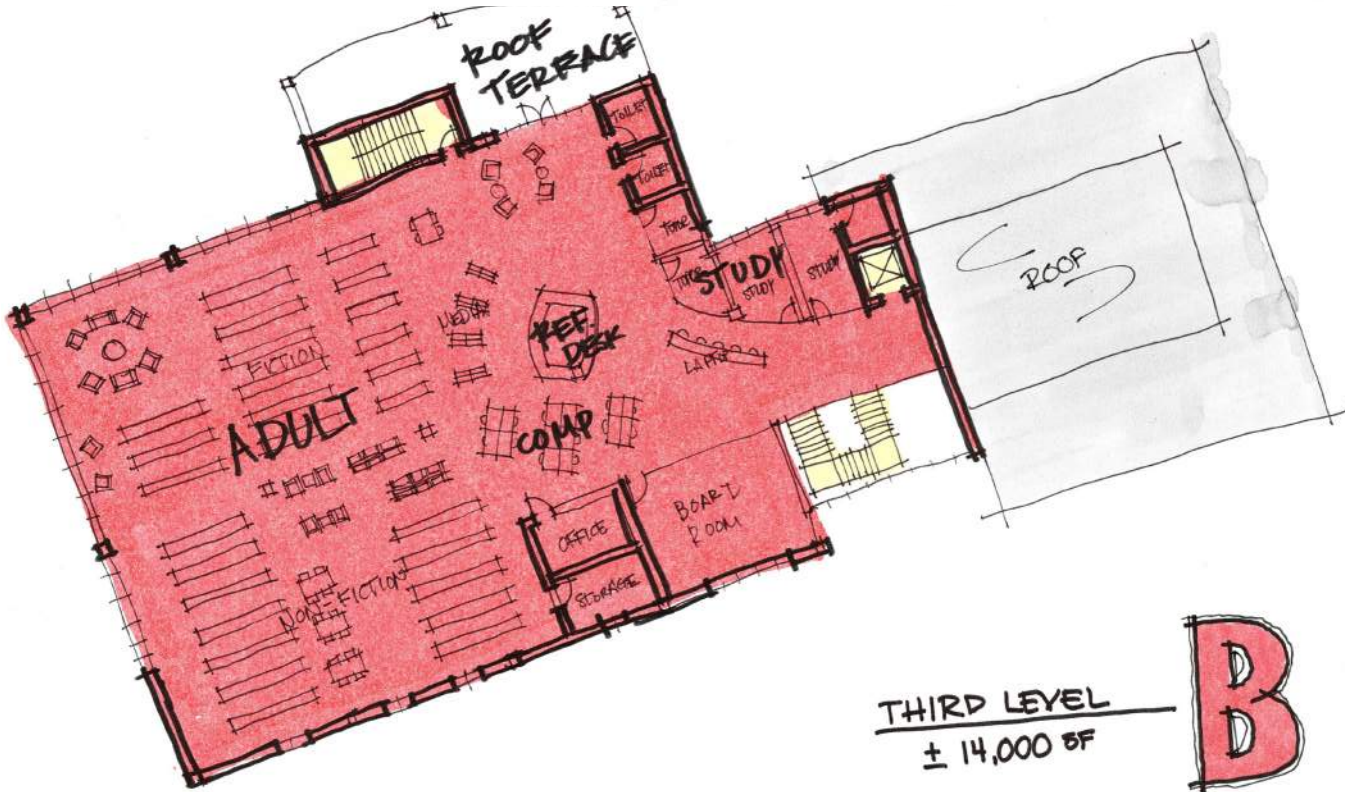 ROOF
TERRACE
TOILET
TOILET
TUTOR
TUTOR
STUDY
STUDY
STUDY
ROOF
MEDIA
REF.
DESK
FICTION
LAPTOP
ADULT
COMP
BOARD
ROOM
OFFICE
STORAGE
NON-FICTION
THIRD LEVEL
± 14,000 SF
B